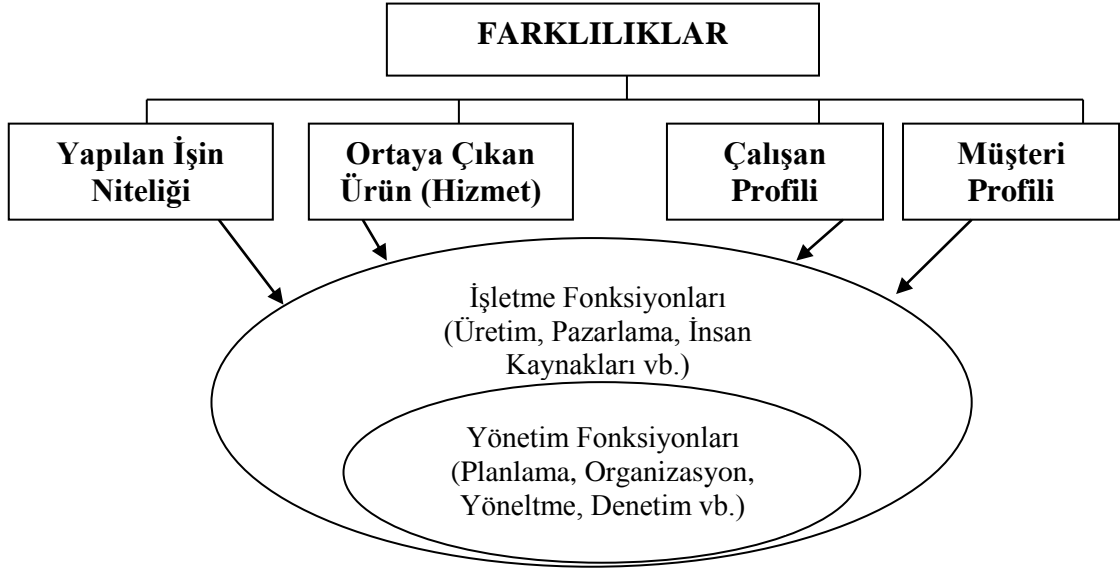 FARKLILIKLAR
Yapılan İşin
Niteliği
Ortaya Çıkan
Ürün (Hizmet)
Çalışan
Profili
Müşteri
Profili
İşletme Fonksiyonları
(Üretim, Pazarlama, İnsan
Kaynakları vb.)
Yönetim Fonksiyonları
(Planlama, Organizasyon,
Yöneltme, Denetim vb.)